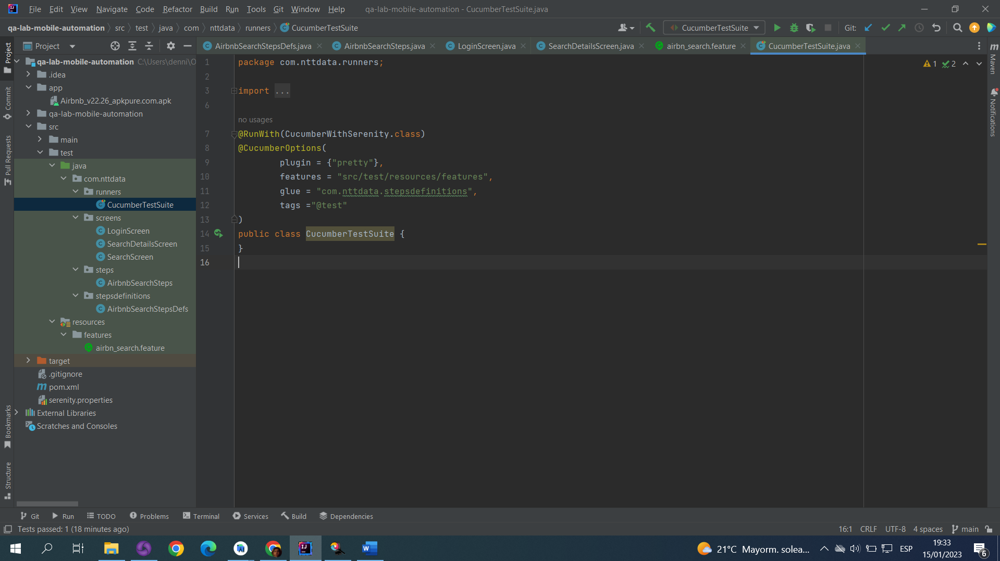 File Edit View Navigate Code Refactor Build Run Tools Git Window Help qa-lab-mobile-automation - CucumberTestSuite.java
qa-lab-mobile-automation src test java com nttdata runners CucumberTestSuite CucumberTestSuite Git:
Project
AirbnbSearchStepsDefs.java AirbnbSearchSteps.java LoginScreen.java SearchDetailsScreen.java airbn_search.feature CucumberTestSuite.java
Project
Commit
Pull Requests
Bookmarks
Structure
qa-lab-mobile-automation C:\Users\denni\O
.idea
app
Airbnb_v22.26_apkpure.com.apk
qa-lab-mobile-automation
src
main
test
java
com.nttdata
runners
CucumberTestSuite
screens
LoginScreen
SearchDetailsScreen
SearchScreen
steps
AirbnbSearchSteps
stepsdefinitions
AirbnbSearchStepsDefs
resources
features
airbn_search.feature
target
.gitignore
pom.xml
serenity.properties
External Libraries
Scratches and Consoles
1 package com.nttdata.runners;
2
3 import ...
6
no usages
7 @RunWith(CucumberWithSerenity.class)
8 @CucumberOptions(
9 plugin = {"pretty"},
10 features = "src/test/resources/features",
11 glue = "com.nttdata.stepsdefinitions",
12 tags ="@test"
13 )
14 public class CucumberTestSuite {
15 }
16
1 2
Maven
Notifications
Git Run TODO Problems Terminal Services Build Dependencies
Tests passed: 1 (18 minutes ago) 16:1 CRLF UTF-8 4 spaces main
21°C Mayorm. solea... ESP 19:33
15/01/2023 6